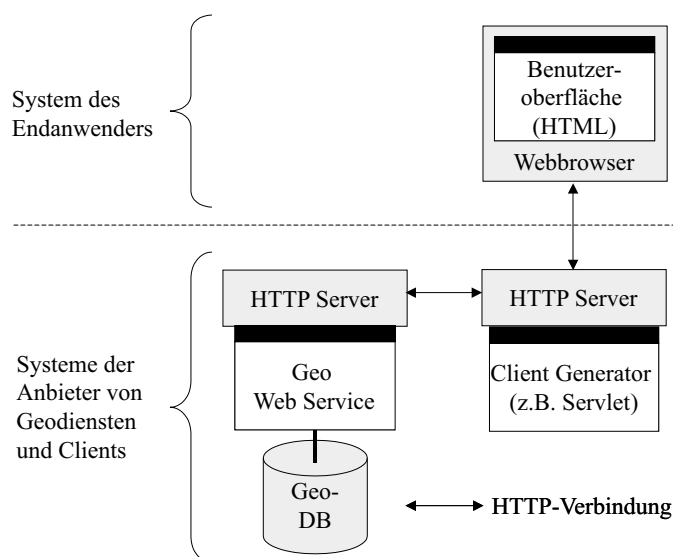 Benutzer-
oberfläche
(HTML)
Webbrowser
System des
Endanwenders
HTTP Server
HTTP Server
Geo
Web Service
Client Generator
(z.B. Servlet)
Systeme der
Anbieter von
Geodiensten
und Clients
Geo-
DB
HTTP-Verbindung